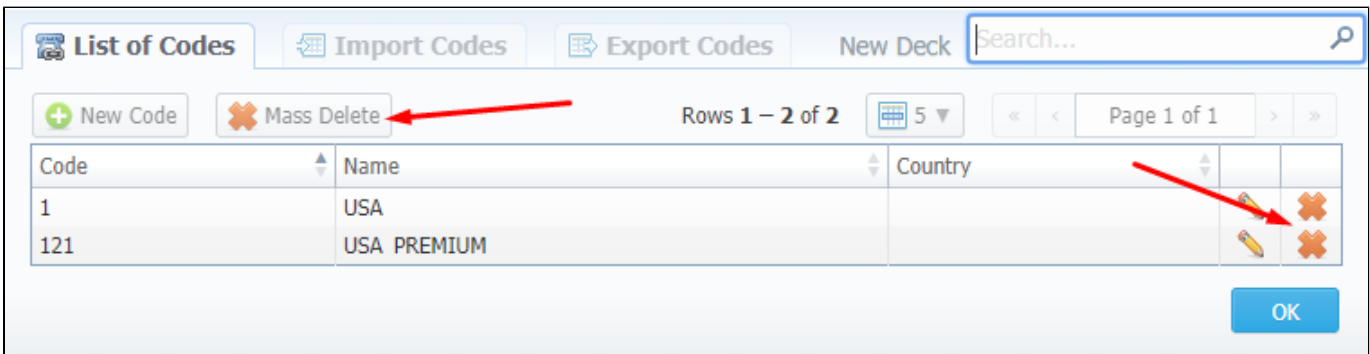 List of Codes Import Codes Export Codes New Deck Search...
New Code Mass Delete Rows 1 – 2 of 2 5 ▼ « < Page 1 of 1 > »
Code Name Country
1 USA
121 USA PREMIUM
OK